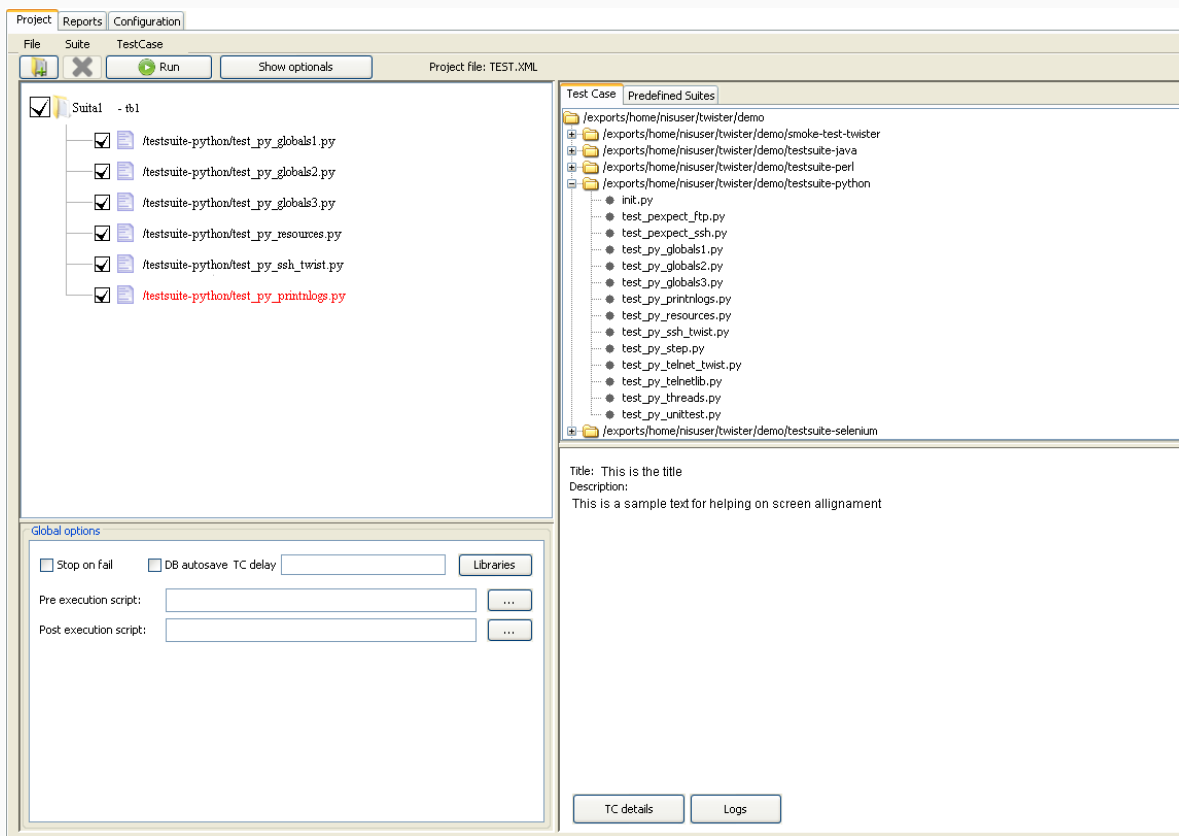 Project Reports Configuration
File Suite TestCase
Run Show optionals Project file: TEST.XML
Suita1 - tb1
/testsuite-python/test_py_globals1.py
/testsuite-python/test_py_globals2.py
/testsuite-python/test_py_globals3.py
/testsuite-python/test_py_resources.py
/testsuite-python/test_py_ssh_twist.py
/testsuite-python/test_py_printnlogs.py
Global options
Stop on fail DB autosave TC delay Libraries
Pre execution script: ...
Post execution script: ...
Test Case Predefined Suites
/exports/home/nisuser/twister/demo
/exports/home/nisuser/twister/demo/smoke-test-twister
/exports/home/nisuser/twister/demo/testsuite-java
/exports/home/nisuser/twister/demo/testsuite-perl
/exports/home/nisuser/twister/demo/testsuite-python
init.py
test_pexpect_ftp.py
test_pexpect_ssh.py
test_py_globals1.py
test_py_globals2.py
test_py_globals3.py
test_py_printnlogs.py
test_py_resources.py
test_py_ssh_twist.py
test_py_step.py
test_py_telnet_twist.py
test_py_telnetlib.py
test_py_threads.py
test_py_unittest.py
/exports/home/nisuser/twister/demo/testsuite-selenium
Title: This is the title
Description:
This is a sample text for helping on screen allignament
TC details Logs